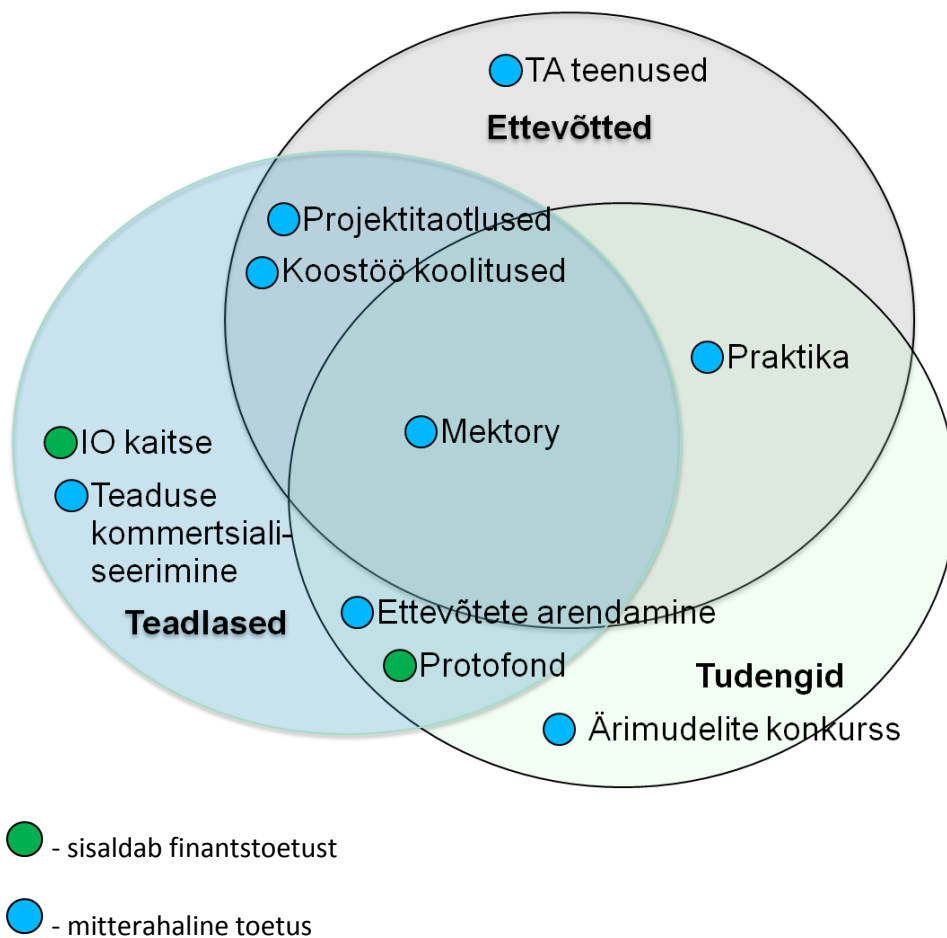 TA teenused
Ettevõtted
Projektitaotlused
Koostöö koolitused
Praktika
Mektory
IO kaitse
Teaduse
kommertsiali-
seerimine
Teadlased
Ettevõtete arendamine
Protofond
Tudengid
Ärimudelite konkurss
- sisaldab finantstoetust
- mitterahaline toetus